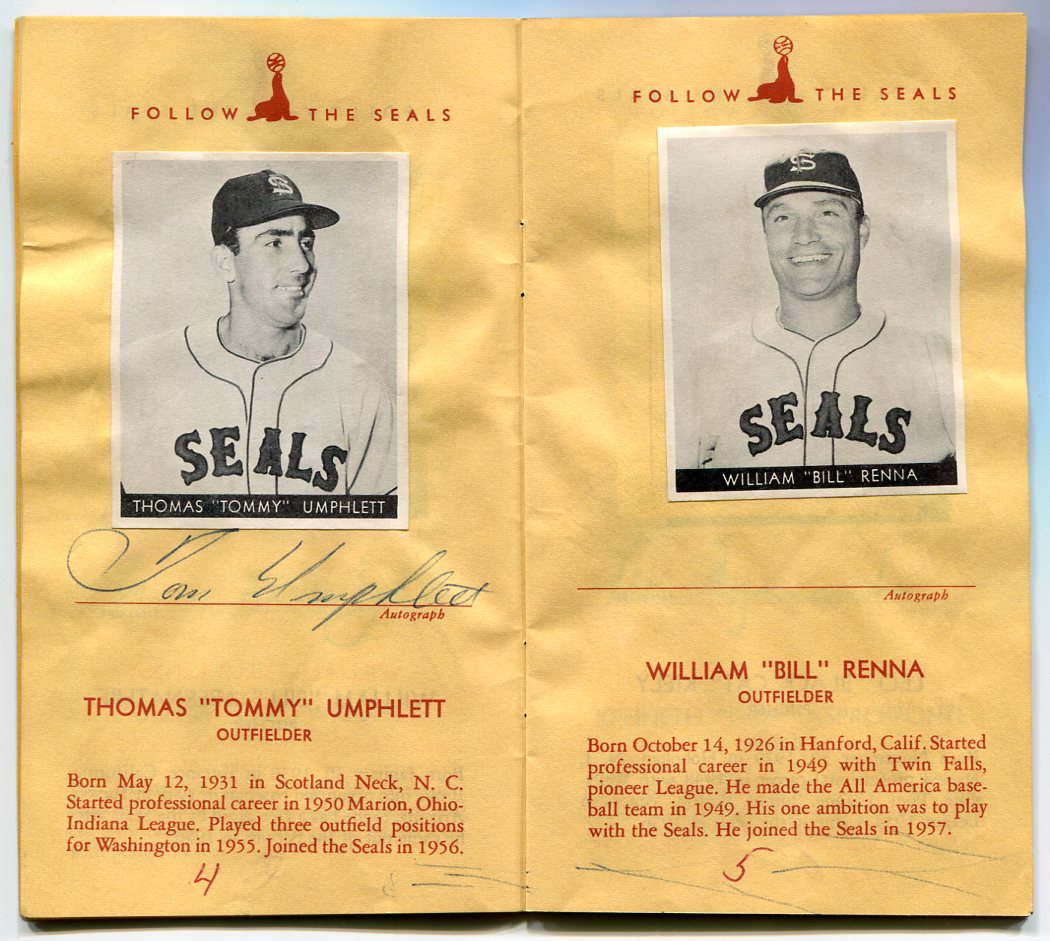 FOLLOW THE SEALS
S
SEALS
THOMAS "TOMMY" UMPHLETT
Tom Umphlett
Autograph
THOMAS "TOMMY" UMPHLETT
OUTFIELDER
Born May 12, 1931 in Scotland Neck, N. C.
Started professional career in 1950 Marion, Ohio-
Indiana League. Played three outfield positions
for Washington in 1955. Joined the Seals in 1956.
4
FOLLOW THE SEALS
S
SEALS
WILLIAM "BILL" RENNA
Autograph
WILLIAM "BILL" RENNA
OUTFIELDER
Born October 14, 1926 in Hanford, Calif. Started
professional career in 1949 with Twin Falls,
pioneer League. He made the All America base-
ball team in 1949. His one ambition was to play
with the Seals. He joined the Seals in 1957.
5